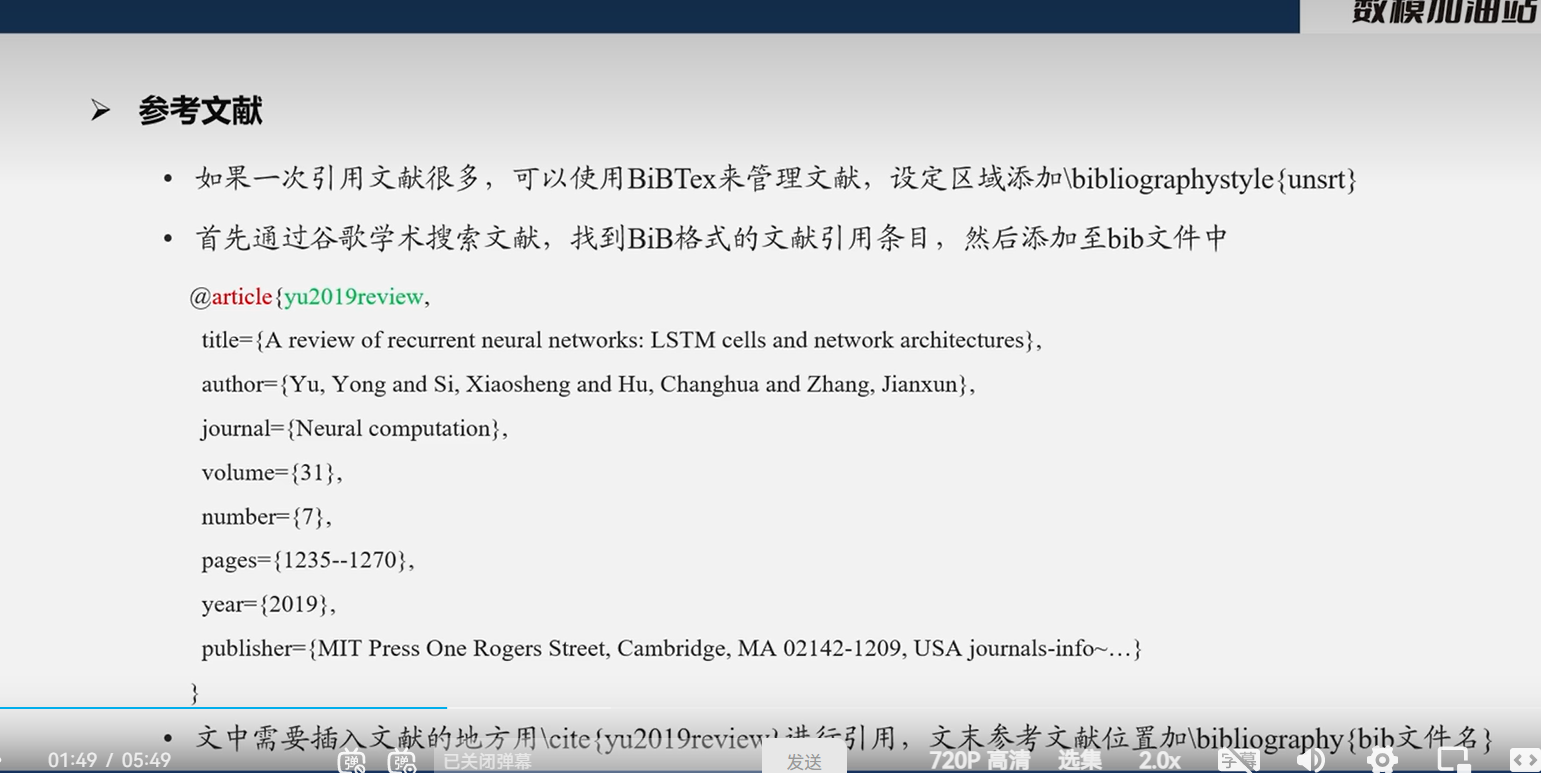 数模加油站
参考文献
• 如果一次引用文献很多，可以使用BiBTex来管理文献，设定区域添加\bibliographystyle{unsrt}
• 首先通过谷歌学术搜索文献，找到BiB格式的文献引用条目，然后添加至bib文件中
@article{yu2019review,
title={A review of recurrent neural networks: LSTM cells and network architectures},
author={Yu, Yong and Si, Xiaosheng and Hu, Changhua and Zhang, Jianxun},
journal={Neural computation},
volume={31},
number={7},
pages={1235--1270},
year={2019},
publisher={MIT Press One Rogers Street, Cambridge, MA 02142-1209, USA journals-info~…}
}
• 文中需要插入文献的地方用\cite{yu2019review}进行引用，文末参考文献位置加\bibliography{bib文件名}
01:49 / 05:49 弹 弹 已关闭弹幕 发送 720P 高清 选集 2.0x 字幕